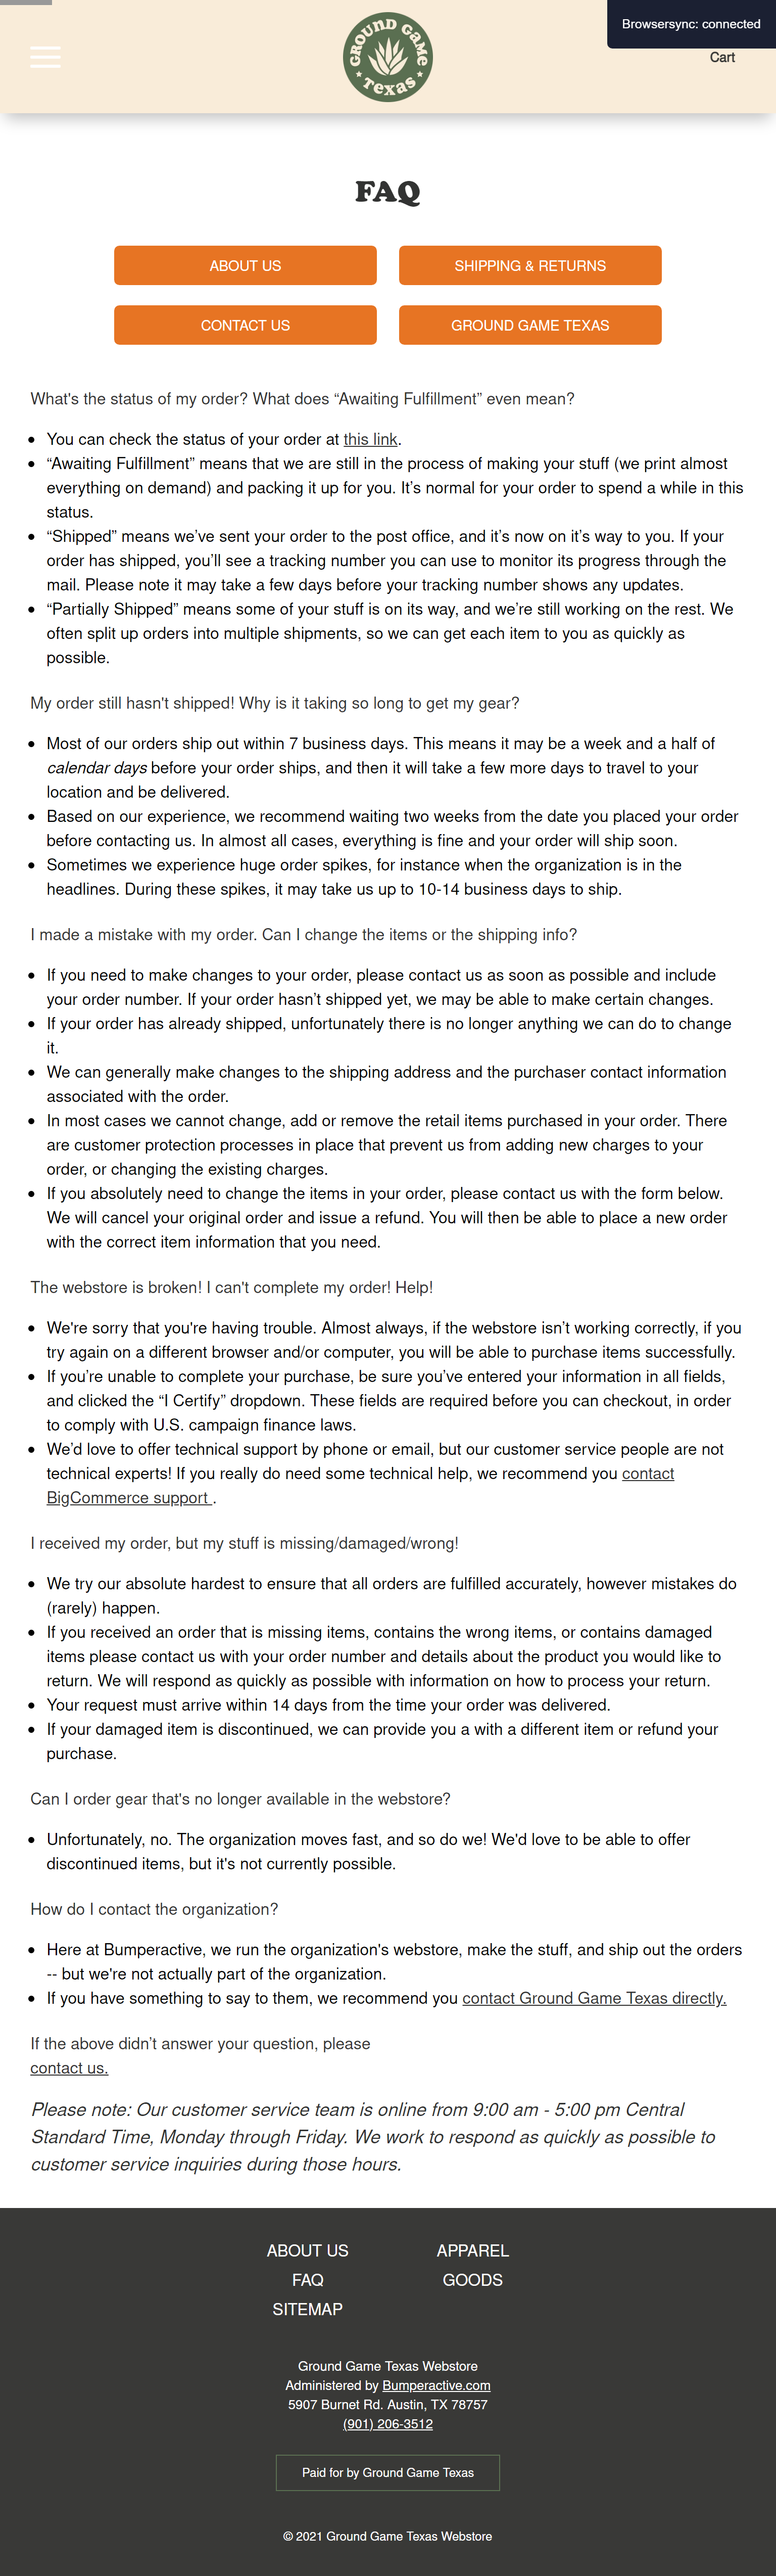 Browsersync: connected
GROUND GAME
Texas
Cart
FAQ
ABOUT US
SHIPPING & RETURNS
CONTACT US
GROUND GAME TEXAS
What's the status of my order? What does “Awaiting Fulfillment” even mean?
You can check the status of your order at this link.
“Awaiting Fulfillment” means that we are still in the process of making your stuff (we print almost
everything on demand) and packing it up for you. It’s normal for your order to spend a while in this
status.
“Shipped” means we’ve sent your order to the post office, and it’s now on it’s way to you. If your
order has shipped, you’ll see a tracking number you can use to monitor its progress through the
mail. Please note it may take a few days before your tracking number shows any updates.
“Partially Shipped” means some of your stuff is on its way, and we’re still working on the rest. We
often split up orders into multiple shipments, so we can get each item to you as quickly as
possible.
My order still hasn't shipped! Why is it taking so long to get my gear?
Most of our orders ship out within 7 business days. This means it may be a week and a half of
calendar days before your order ships, and then it will take a few more days to travel to your
location and be delivered.
Based on our experience, we recommend waiting two weeks from the date you placed your order
before contacting us. In almost all cases, everything is fine and your order will ship soon.
Sometimes we experience huge order spikes, for instance when the organization is in the
headlines. During these spikes, it may take us up to 10-14 business days to ship.
I made a mistake with my order. Can I change the items or the shipping info?
If you need to make changes to your order, please contact us as soon as possible and include
your order number. If your order hasn’t shipped yet, we may be able to make certain changes.
If your order has already shipped, unfortunately there is no longer anything we can do to change
it.
We can generally make changes to the shipping address and the purchaser contact information
associated with the order.
In most cases we cannot change, add or remove the retail items purchased in your order. There
are customer protection processes in place that prevent us from adding new charges to your
order, or changing the existing charges.
If you absolutely need to change the items in your order, please contact us with the form below.
We will cancel your original order and issue a refund. You will then be able to place a new order
with the correct item information that you need.
The webstore is broken! I can't complete my order! Help!
We're sorry that you're having trouble. Almost always, if the webstore isn’t working correctly, if you
try again on a different browser and/or computer, you will be able to purchase items successfully.
If you’re unable to complete your purchase, be sure you’ve entered your information in all fields,
and clicked the “I Certify” dropdown. These fields are required before you can checkout, in order
to comply with U.S. campaign finance laws.
We’d love to offer technical support by phone or email, but our customer service people are not
technical experts! If you really do need some technical help, we recommend you contact
BigCommerce support .
I received my order, but my stuff is missing/damaged/wrong!
We try our absolute hardest to ensure that all orders are fulfilled accurately, however mistakes do
(rarely) happen.
If you received an order that is missing items, contains the wrong items, or contains damaged
items please contact us with your order number and details about the product you would like to
return. We will respond as quickly as possible with information on how to process your return.
Your request must arrive within 14 days from the time your order was delivered.
If your damaged item is discontinued, we can provide you a with a different item or refund your
purchase.
Can I order gear that's no longer available in the webstore?
Unfortunately, no. The organization moves fast, and so do we! We'd love to be able to offer
discontinued items, but it's not currently possible.
How do I contact the organization?
Here at Bumperactive, we run the organization's webstore, make the stuff, and ship out the orders
-- but we're not actually part of the organization.
If you have something to say to them, we recommend you contact Ground Game Texas directly.
If the above didn’t answer your question, please
contact us.
Please note: Our customer service team is online from 9:00 am - 5:00 pm Central
Standard Time, Monday through Friday. We work to respond as quickly as possible to
customer service inquiries during those hours.
ABOUT US
APPAREL
FAQ
GOODS
SITEMAP
Ground Game Texas Webstore
Administered by Bumperactive.com
5907 Burnet Rd. Austin, TX 78757
(901) 206-3512
Paid for by Ground Game Texas
© 2021 Ground Game Texas Webstore